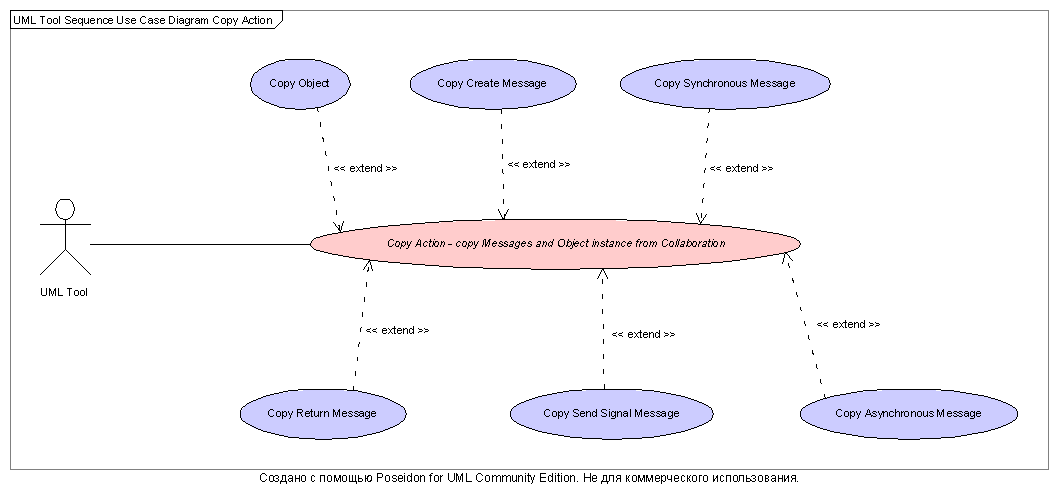 UML Tool Sequence Use Case Diagram Copy Action
Copy Object
Copy Create Message
Copy Synchronous Message
<< extend >>
<< extend >>
<< extend >>
Copy Action - copy Messages and Object instance from Collaboration
UML Tool
<< extend >>
<< extend >>
<< extend >>
Copy Return Message
Copy Send Signal Message
Copy Asynchronous Message
Создано с помощью Poseidon for UML Community Edition. Не для коммерческого использования.